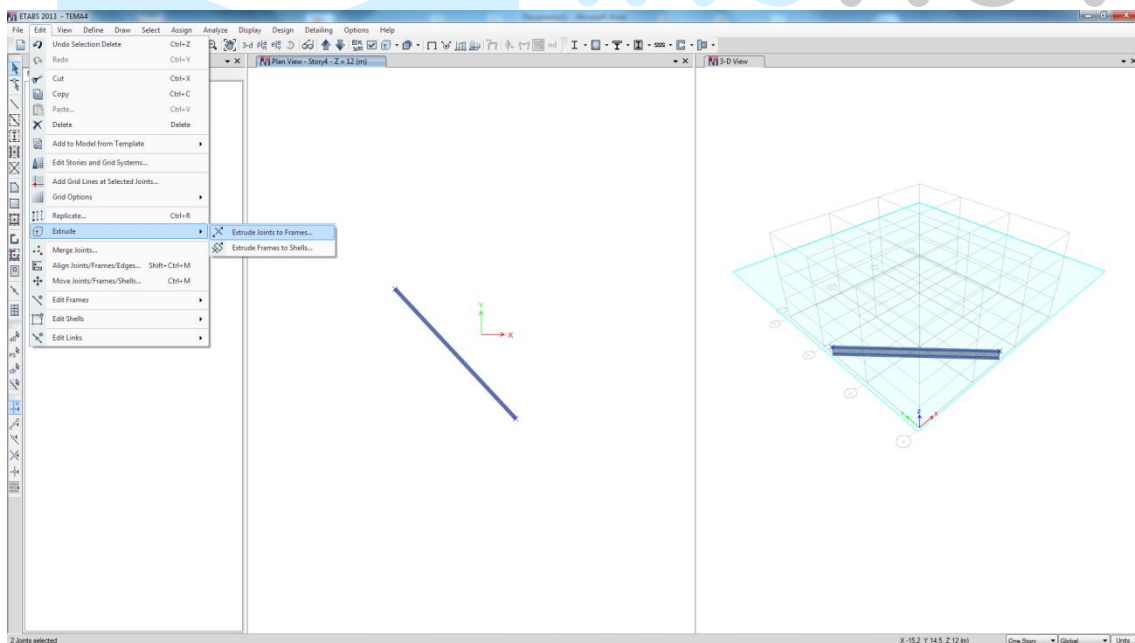 ETABS 2013 - TEMA4
File Edit View Define Draw Select Assign Analyze Display Design Detailing Options Help
Undo Selection Delete Ctrl+Z
Redo Ctrl+Y
Cut Ctrl+X
Copy Ctrl+C
Paste... Ctrl+V
Delete Delete
Add to Model from Template
Edit Stories and Grid Systems...
Add Grid Lines at Selected Joints...
Grid Options
Replicate... Ctrl+R
Extrude
Extrude Joints to Frames...
Extrude Frames to Shells...
Merge Joints...
Align Joints/Frames/Edges... Shift+Ctrl+M
Move Joints/Frames/Shells... Ctrl+M
Edit Frames
Edit Shells
Edit Links
3-d
Plan View - Story4 - Z = 12 (m)
Y
X
3-D View
Z
Y
X
2 Joints selected
X -15.2 Y 14.5 Z 12 (m)
One Story
Global
Units